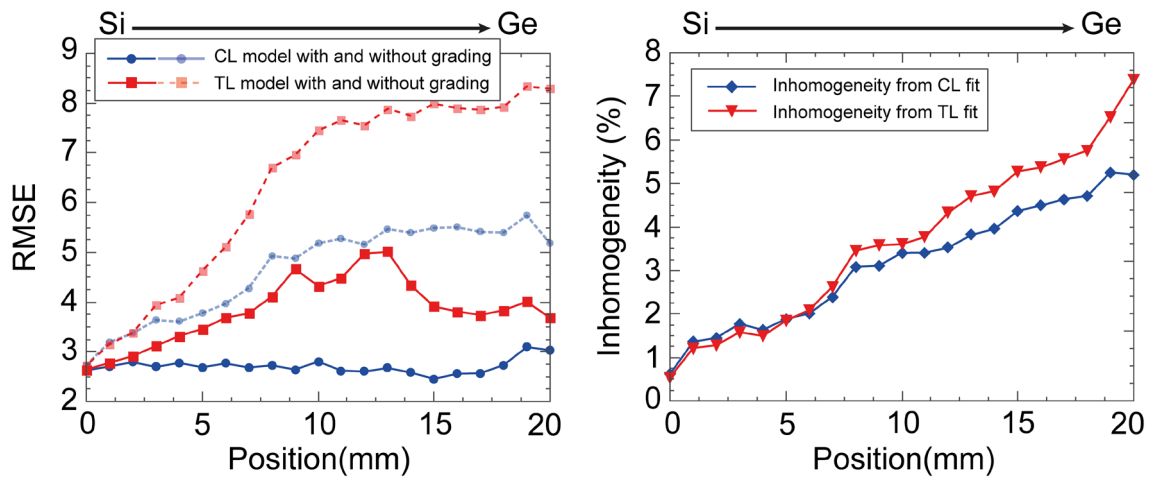 Si Ge
CL model with and without grading
TL model with and without grading
RMSE
9
8
7
6
5
4
3
2
0 5 10 15 20
Position(mm)
Si Ge
Inhomogeneity from CL fit
Inhomogeneity from TL fit
Inhomogeneity (%)
8
7
6
5
4
3
2
1
0
0 5 10 15 20
Position(mm)